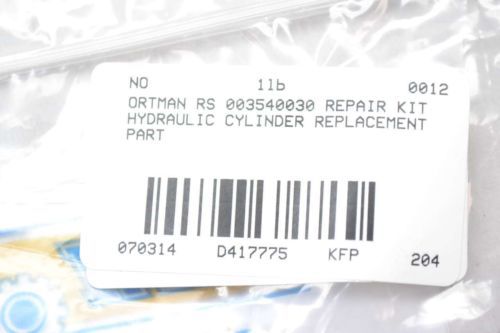 NO 1lb 0012
ORTMAN RS 003540030 REPAIR KIT
HYDRAULIC CYLINDER REPLACEMENT
PART
070314 D417775 KFP 204